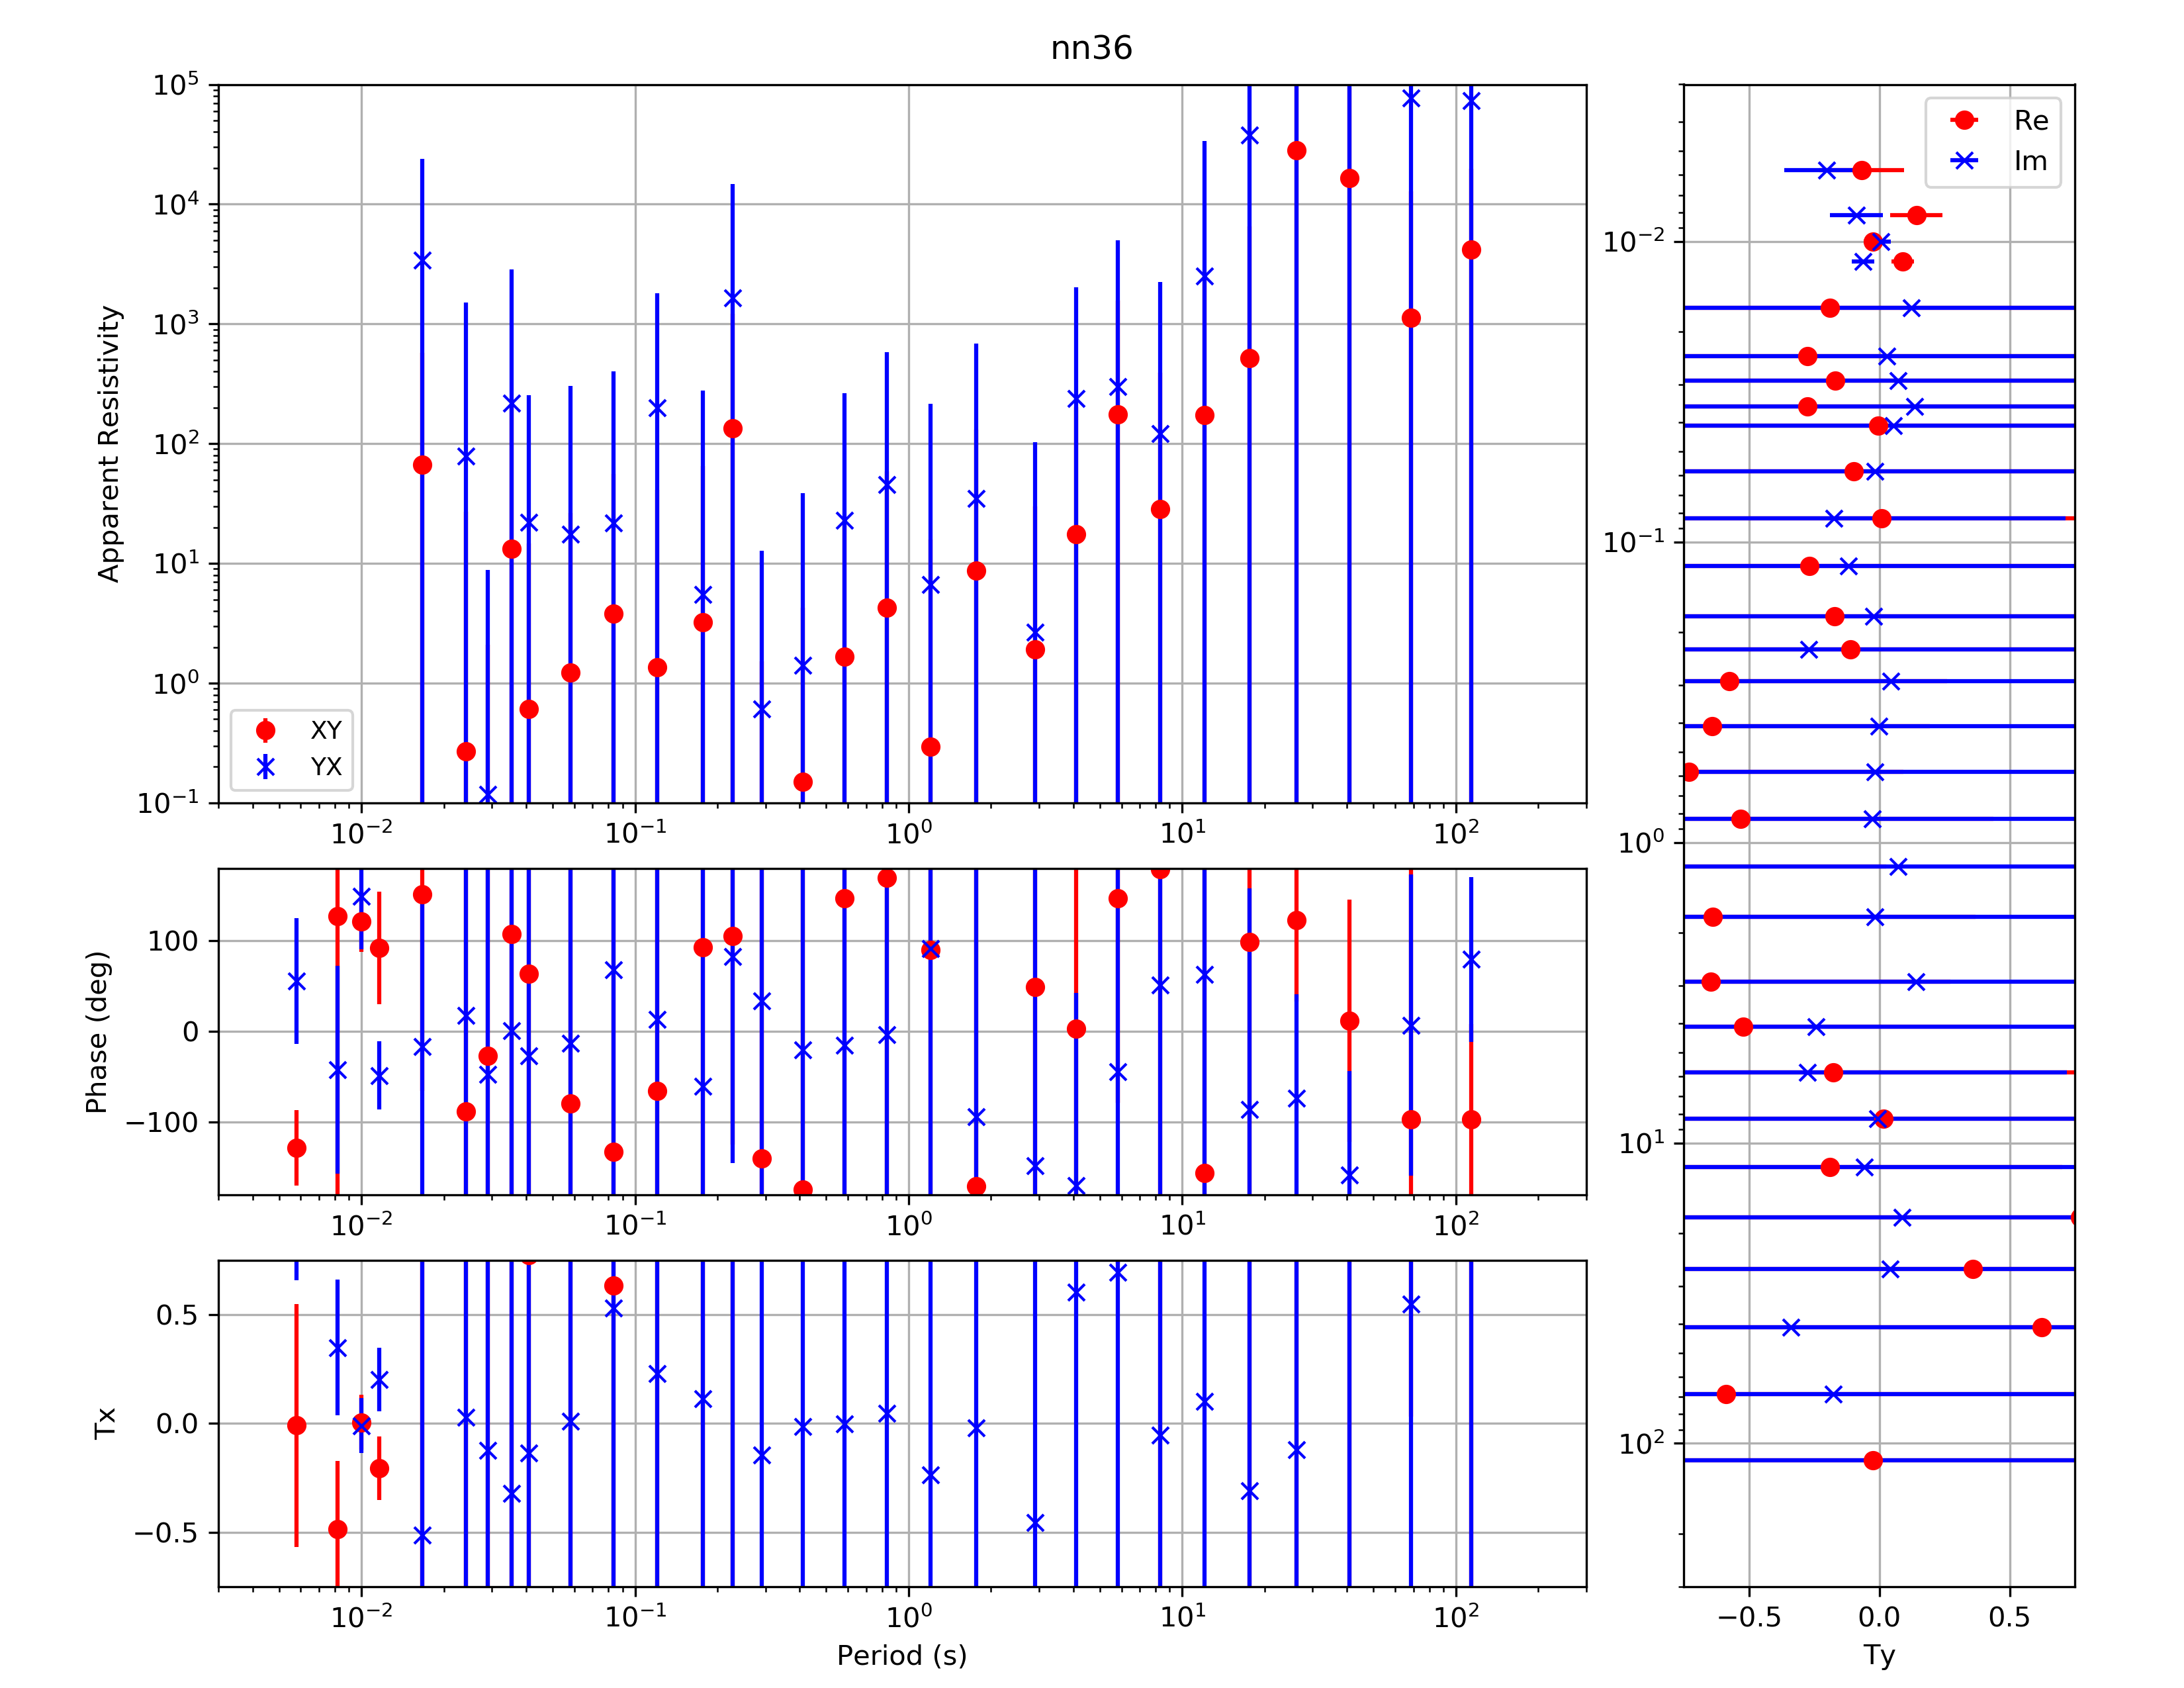 nn36
10⁵
10⁴
10³
10²
10¹
10⁰
10⁻¹
Apparent Resistivity
XY
YX
10⁻² 10⁻¹ 10⁰ 10¹ 10²
100
0
−100
Phase (deg)
10⁻² 10⁻¹ 10⁰ 10¹ 10²
0.5
0.0
−0.5
Tx
10⁻² 10⁻¹ 10⁰ 10¹ 10²
Period (s)
Re
Im
10⁻²
10⁻¹
10⁰
10¹
10²
−0.5 0.0 0.5
Ty